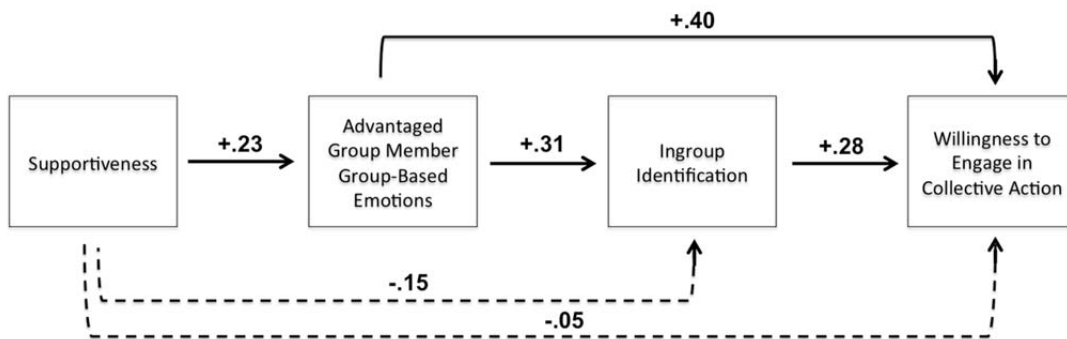 +.40
Supportiveness
+.23
Advantaged
Group Member
Group-Based
Emotions
+.31
Ingroup
Identification
+.28
Willingness to
Engage in
Collective Action
-.15
-.05